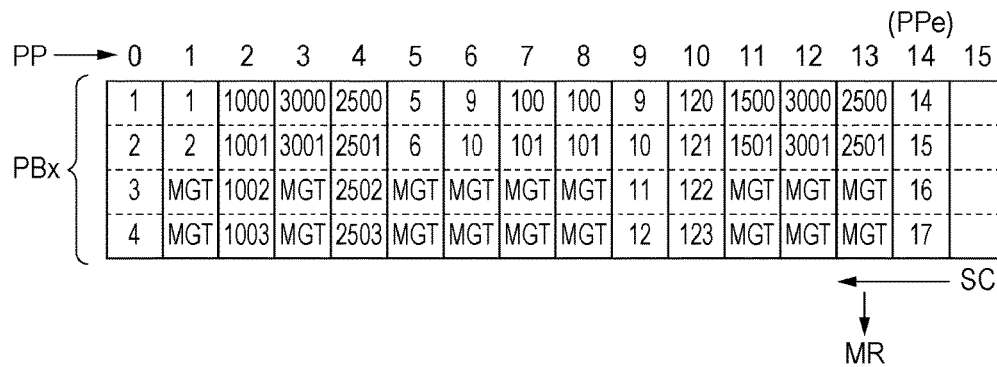 (PPe)
PP 0 1 2 3 4 5 6 7 8 9 10 11 12 13 14 15
1 1 1000 3000 2500 5 9 100 100 9 120 1500 3000 2500 14
2 2 1001 3001 2501 6 10 101 101 10 121 1501 3001 2501 15
PBx
3 MGT 1002 MGT 2502 MGT MGT MGT MGT 11 122 MGT MGT MGT 16
4 MGT 1003 MGT 2503 MGT MGT MGT MGT 12 123 MGT MGT MGT 17
SC
MR